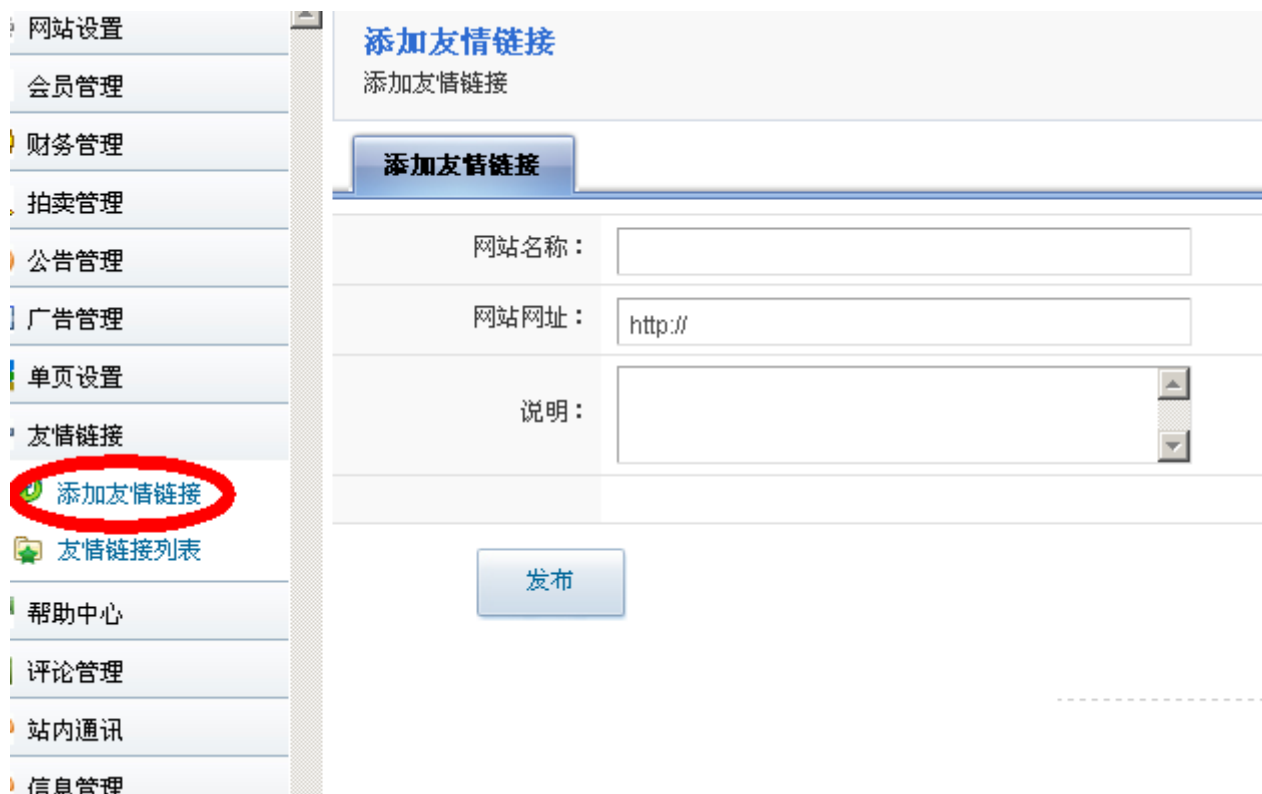 网站设置
会员管理
财务管理
拍卖管理
公告管理
广告管理
单页设置
友情链接
添加友情链接
友情链接列表
帮助中心
评论管理
站内通讯
信息管理
添加友情链接
添加友情链接
添加友情链接
网站名称：
网站网址：
http://
说明：
发布